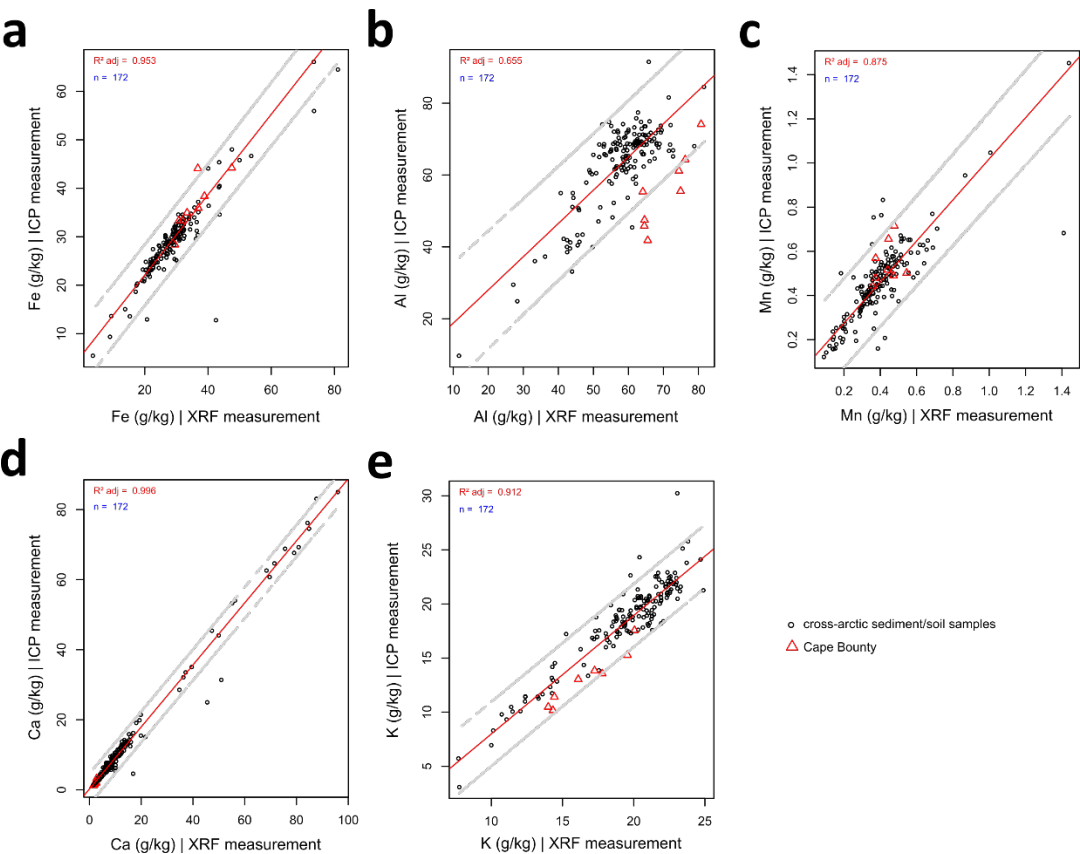 a
R² adj = 0.953
n = 172
Fe (g/kg) | ICP measurement
60
50
40
30
20
10
20
40
60
80
Fe (g/kg) | XRF measurement
b
R² adj = 0.655
n = 172
Al (g/kg) | ICP measurement
80
60
40
20
10
20
30
40
50
60
70
80
Al (g/kg) | XRF measurement
c
R² adj = 0.875
n = 172
Mn (g/kg) | ICP measurement
1.4
1.2
1.0
0.8
0.6
0.4
0.2
0.2
0.4
0.6
0.8
1.0
1.2
1.4
Mn (g/kg) | XRF measurement
d
R² adj = 0.996
n = 172
Ca (g/kg) | ICP measurement
80
60
40
20
0
0
20
40
60
80
100
Ca (g/kg) | XRF measurement
e
R² adj = 0.912
n = 172
K (g/kg) | ICP measurement
30
25
20
15
10
5
10
15
20
25
K (g/kg) | XRF measurement
cross-arctic sediment/soil samples
Cape Bounty